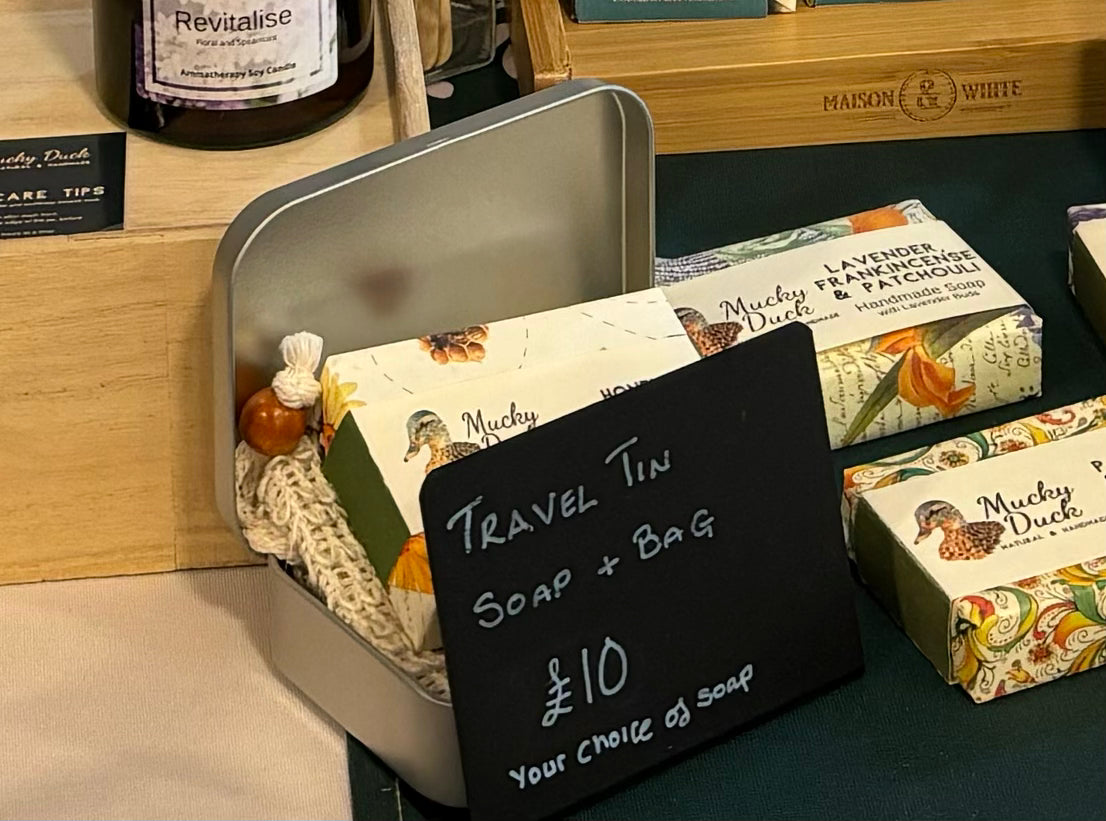 Revitalise
Floral and Spearmint
Aromatherapy Soy Candle
MAISON WHITE
Mucky Duck
CARE TIPS
LAVENDER
FRANKINCENSE
& PATCHOULI
Handmade Soap
with Lavender Buds
Mucky
Duck
Mucky
Mucky
Duck
NATURAL & HANDMADE
TRAVEL TIN
SOAP + BAG
£10
Your choice of soap